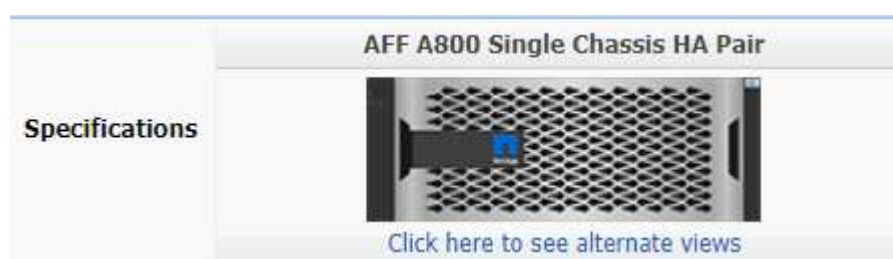 AFF A800 Single Chassis HA Pair
Specifications
Click here to see alternate views